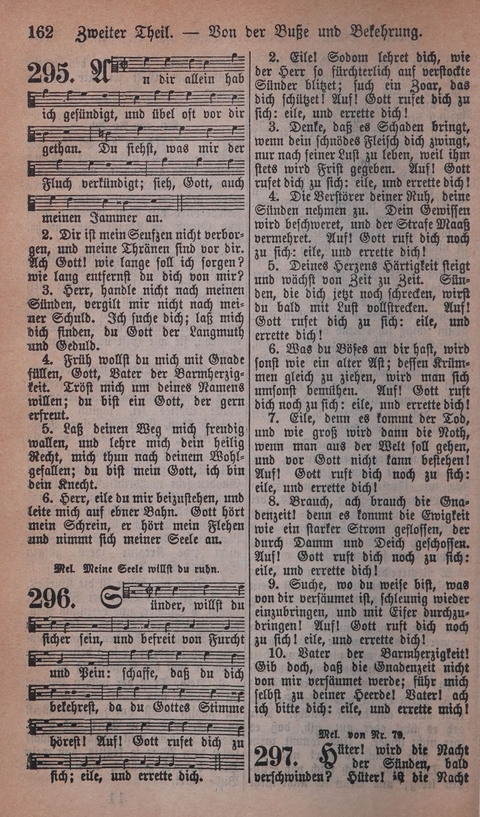 162 Zweiter Theil. — Von der Buße und Bekehrung.
295. An dir allein hab
ich gesündigt, und übel oft vor dir
gethan. Du siehst, was mir der
Fluch verkündigt; sieh, Gott, auch
meinen Jammer an.
2. Dir ist mein Seufzen nicht verbor-
gen, und meine Thränen sind vor dir.
Ach Gott! wie lange soll ich sorgen?
wie lang entfernst du dich von mir?
3. Herr, handle nicht nach meinen
Sünden, vergilt mir nicht nach mei-
ner Schuld. Ich suche dich; laß mich
dich finden, du Gott der Langmuth
und Geduld.
4. Früh wollst du mich mit Gnade
füllen, Gott, Vater der Barmherzig-
keit. Tröst mich um deines Namens
willen; du bist ein Gott, der gern
erfreut.
5. Laß deinen Weg mich freudig
wallen, und lehre mich dein heilig
Recht, mich thun nach deinem Wohl-
gefallen; du bist mein Gott, ich bin
dein Knecht.
6. Herr, eile du mir beizustehen, und
leite mich auf ebner Bahn. Gott hört
mein Schrein, er hört mein Flehen
und nimmt sich meiner Seele an.
Mel. Meine Seele willst du ruhn.
296. Sünder, willst du
sicher sein, und befreit von Furcht
und Pein: schaffe, daß du dich
bekehrest, da du Gottes Stimme
hörest! Auf! Gott rufet dich zu
sich; eile, und errette dich.
2. Eile! Sodom lehret dich, wie
der Herr so fürchterlich auf verstockte
Sünder blitzet; such ein Zoar, das
dich schützet! Auf! Gott rufet dich zu
sich: eile, und errette dich!
3. Denke, daß es Schaden bringt,
wenn dein schnödes Fleisch dich zwingt,
nur nach seiner Lust zu leben, weil ihm
stets wird Frist gegeben. Auf! Gott
rufet dich zu sich: eile, und errette dich!
4. Die Verstörer deiner Ruh, deine
Sünden nehmen zu. Dein Gewissen
wird beschweret, und der Strafe Maaß
vermehret. Auf! Gott ruft dich noch
zu sich: eile, und errette dich!
5. Deines Herzens Härtigkeit steigt
und wächst von Zeit zu Zeit. Sün-
den, die dich jetzt noch schrecken, wirst
du bald mit Lust vollstrecken. Auf!
Gott rufet dich zu sich: eile, und
errette dich!
6. Was du Böses an dir hast, wird
sonst wie ein alter Ast; dessen Krüm-
men gleich zu ziehen, wird man sich
umsonst bemühen. Auf! Gott ruft
dich noch zu sich: eile, und errette dich!
7. Eile, denn es kommt der Tod,
und wie groß wird dann die Noth,
wenn man aus der Welt soll gehen,
und vor Gott nicht kann bestehen!
Auf! Gott ruft dich noch zu sich:
eile, und errette dich!
8. Brauch, ach brauch die Gna-
denzeit! denn es kommt die Ewigkeit
wie ein starker Strom geflossen, der
durch Damm und Deich geschossen.
Auf! Gott ruft dich noch zu sich:
eile, und errette dich!
9. Suche, wo du weise bist, was
von dir versäumet ist, schleunig wieder
einzubringen, und mit Eifer durchzu-
dringen! Auf! Gott ruft dich noch
zu sich! eile, und errette dich!
10. Vater der Barmherzigkeit!
Gib doch, daß die Gnadenzeit nicht
von mir versäumet werde; führ mich
selbst zu deiner Heerde! Vater! ach
ich bitte dich: eile, und errette mich!
Mel. von Nr. 79.
297. Hüter! wird die Nacht
der Sünden, bald
verschwinden? Hüter! ist die Nacht